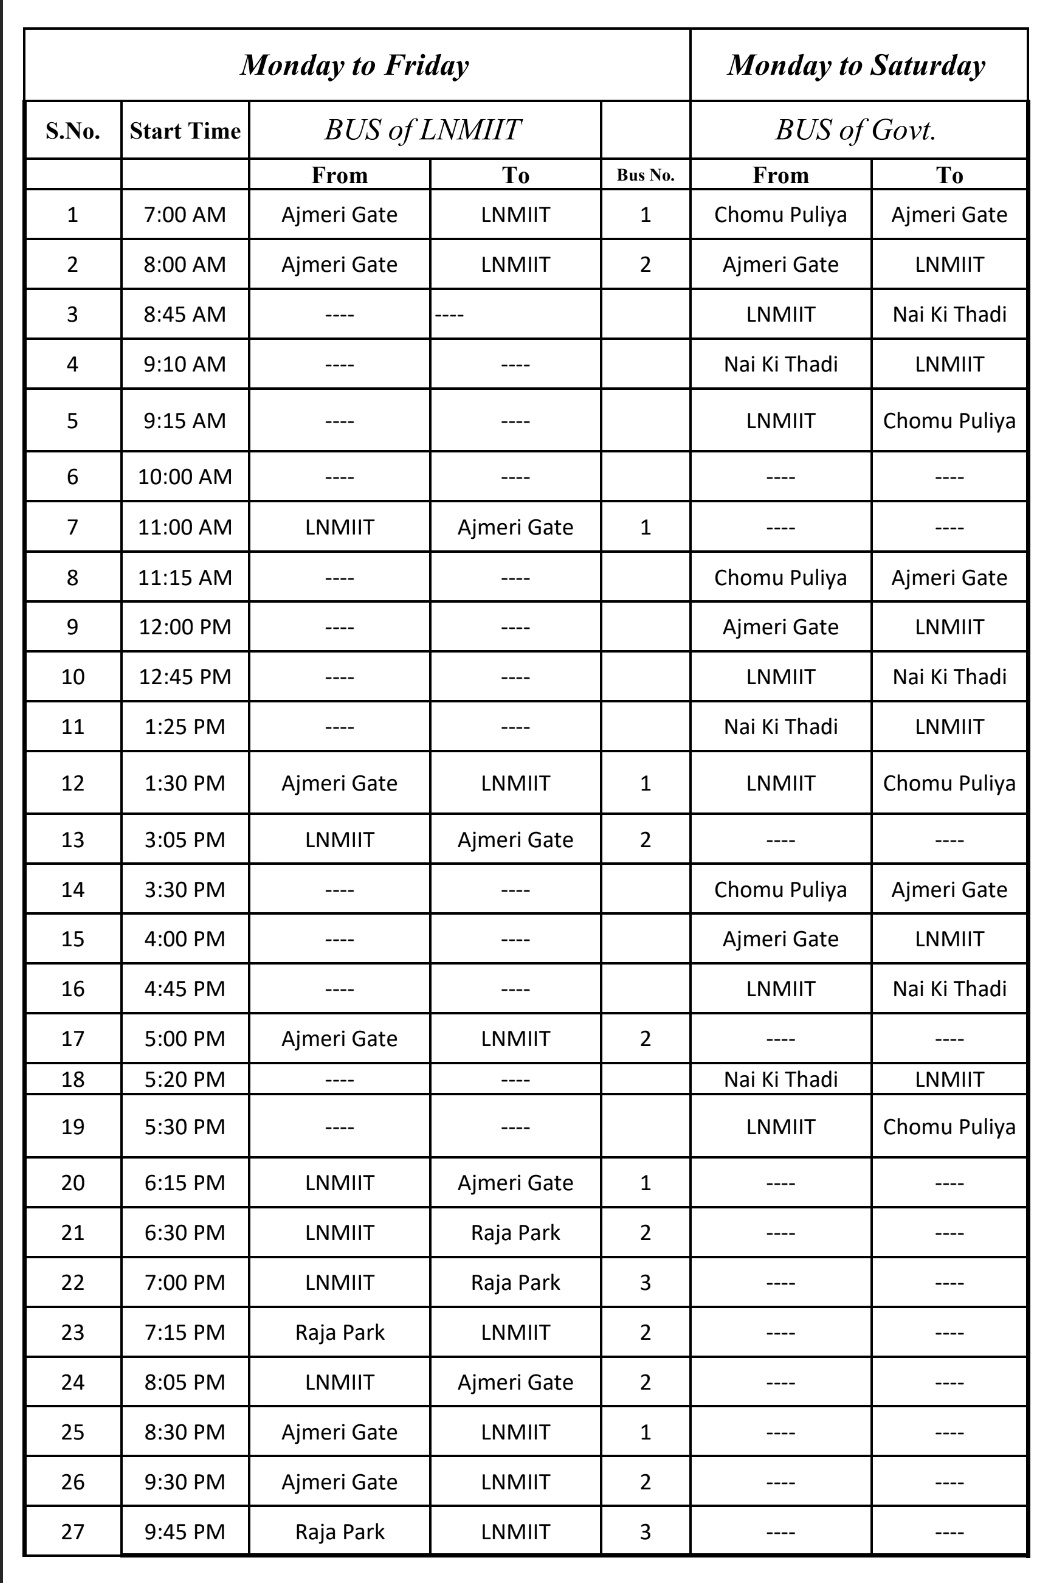 Monday to Friday Monday to Saturday
S.No. Start Time BUS of LNMIIT BUS of Govt.
From To Bus No. From To
1 7:00 AM Ajmeri Gate LNMIIT 1 Chomu Puliya Ajmeri Gate
2 8:00 AM Ajmeri Gate LNMIIT 2 Ajmeri Gate LNMIIT
3 8:45 AM ---- ---- LNMIIT Nai Ki Thadi
4 9:10 AM ---- ---- Nai Ki Thadi LNMIIT
5 9:15 AM ---- ---- LNMIIT Chomu Puliya
6 10:00 AM ---- ---- ---- ----
7 11:00 AM LNMIIT Ajmeri Gate 1 ---- ----
8 11:15 AM ---- ---- Chomu Puliya Ajmeri Gate
9 12:00 PM ---- ---- Ajmeri Gate LNMIIT
10 12:45 PM ---- ---- LNMIIT Nai Ki Thadi
11 1:25 PM ---- ---- Nai Ki Thadi LNMIIT
12 1:30 PM Ajmeri Gate LNMIIT 1 LNMIIT Chomu Puliya
13 3:05 PM LNMIIT Ajmeri Gate 2 ---- ----
14 3:30 PM ---- ---- Chomu Puliya Ajmeri Gate
15 4:00 PM ---- ---- Ajmeri Gate LNMIIT
16 4:45 PM ---- ---- LNMIIT Nai Ki Thadi
17 5:00 PM Ajmeri Gate LNMIIT 2 ---- ----
18 5:20 PM ---- ---- Nai Ki Thadi LNMIIT
19 5:30 PM ---- ---- LNMIIT Chomu Puliya
20 6:15 PM LNMIIT Ajmeri Gate 1 ---- ----
21 6:30 PM LNMIIT Raja Park 2 ---- ----
22 7:00 PM LNMIIT Raja Park 3 ---- ----
23 7:15 PM Raja Park LNMIIT 2 ---- ----
24 8:05 PM LNMIIT Ajmeri Gate 2 ---- ----
25 8:30 PM Ajmeri Gate LNMIIT 1 ---- ----
26 9:30 PM Ajmeri Gate LNMIIT 2 ---- ----
27 9:45 PM Raja Park LNMIIT 3 ---- ----